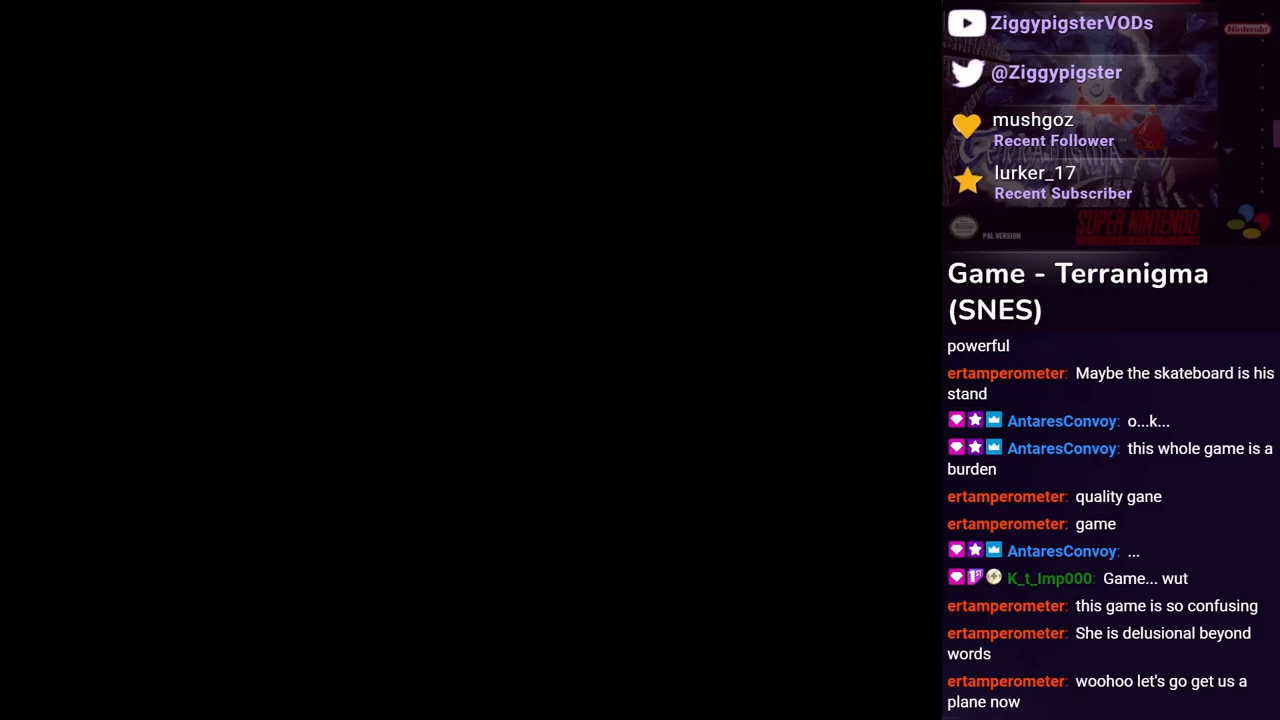 ZiggypigsterVODs
Nintendo
@Ziggypigster
mushgoz
Recent Follower
lurker_17
Recent Subscriber
PAL VERSION
SUPER NINTENDO
Game - Terranigma
(SNES)
powerful
ertamperometer: Maybe the skateboard is his
stand
AntaresConvoy: o...k...
AntaresConvoy: this whole game is a
burden
ertamperometer: quality gane
ertamperometer: game
AntaresConvoy: ...
K_t_Imp000: Game... wut
ertamperometer: this game is so confusing
ertamperometer: She is delusional beyond
words
ertamperometer: woohoo let's go get us a
plane now